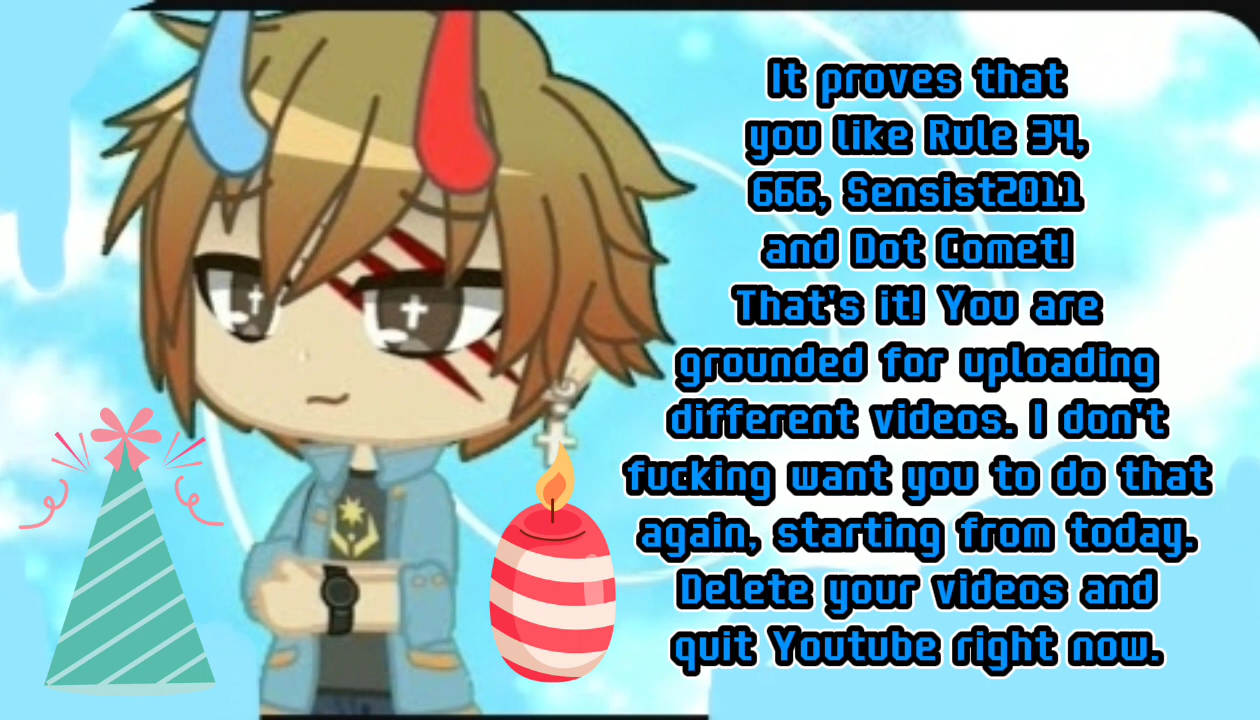 It proves that
you like Rule 34,
666, Sensist2011
and Dot Comet!
That's it! You are
grounded for uploading
different videos. I don't
fucking want you to do that
again, starting from today.
Delete your videos and
quit Youtube right now.